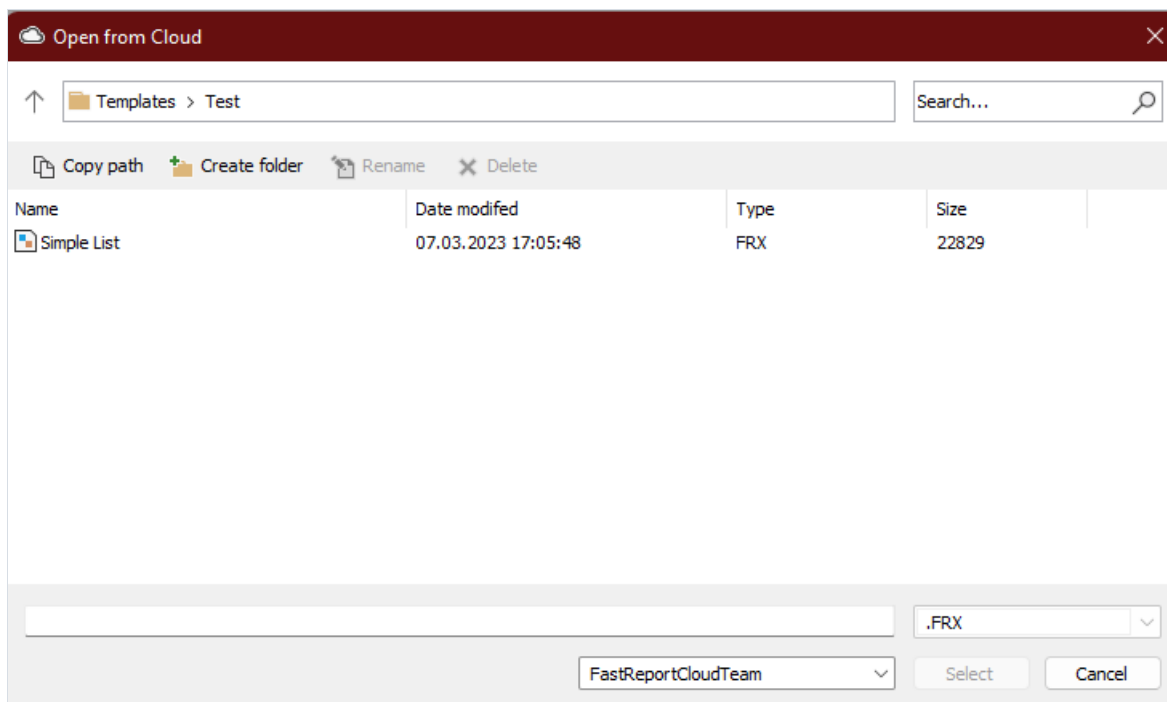 Open from Cloud
Templates > Test
Search...
Copy path Create folder Rename Delete
Name Date modifed Type Size
Simple List 07.03.2023 17:05:48 FRX 22829
.FRX
FastReportCloudTeam Select Cancel